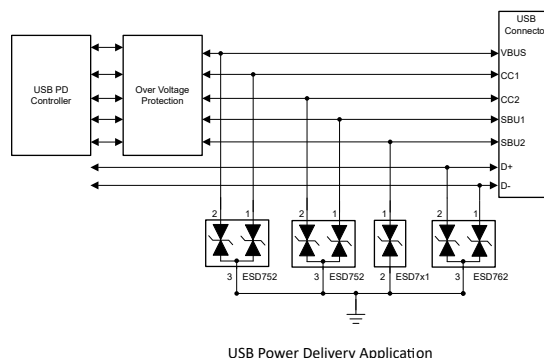 USB
Connecto
USB PD
Controller
Over Voltage
Protection
VBUS
CC1
CC2
SBU1
SBU2
D+
D-
2 1 2 1 1 2 1
3 ESD752 3 ESD752 2 ESD7x1 3 ESD762
USB Power Delivery Application